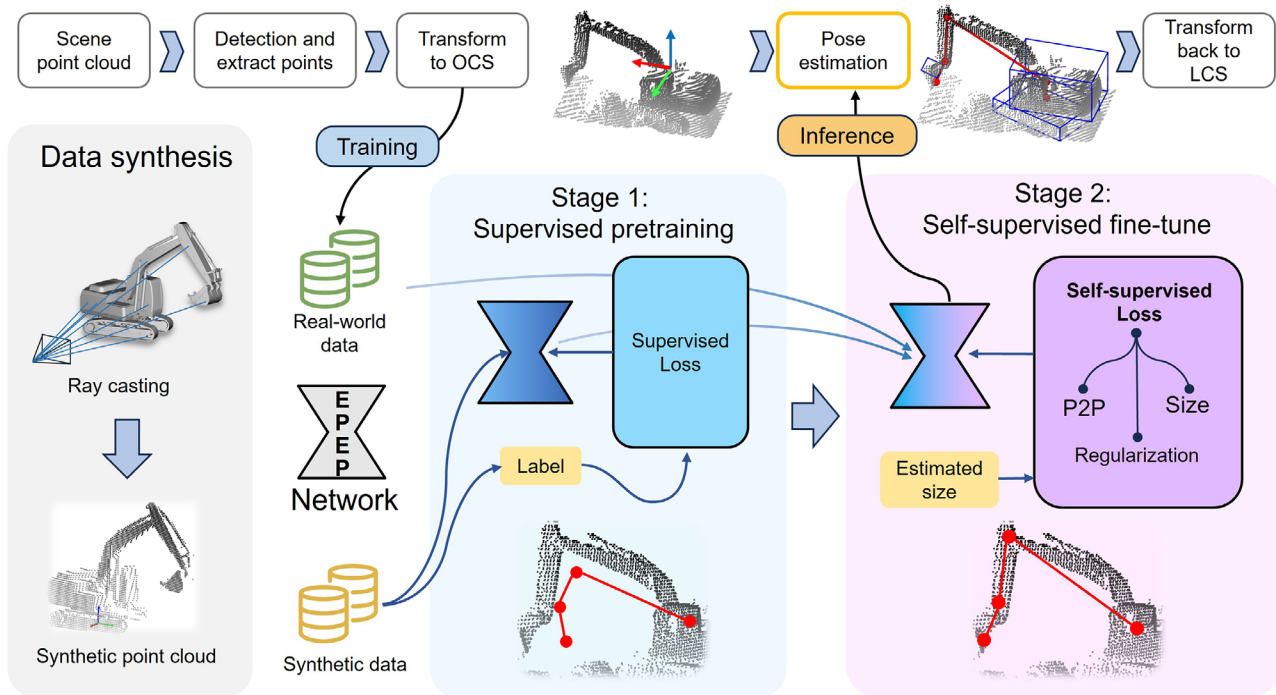 Scene
point cloud
Detection and
extract points
Transform
to OCS
Pose
estimation
Transform
back to
LCS
Training
Inference
Data synthesis
Ray casting
Synthetic point cloud
Real-world
data
E
P
E
P
Network
Synthetic data
Stage 1:
Supervised pretraining
Supervised
Loss
Label
Stage 2:
Self-supervised fine-tune
Self-supervised
Loss
P2P
Size
Regularization
Estimated
size